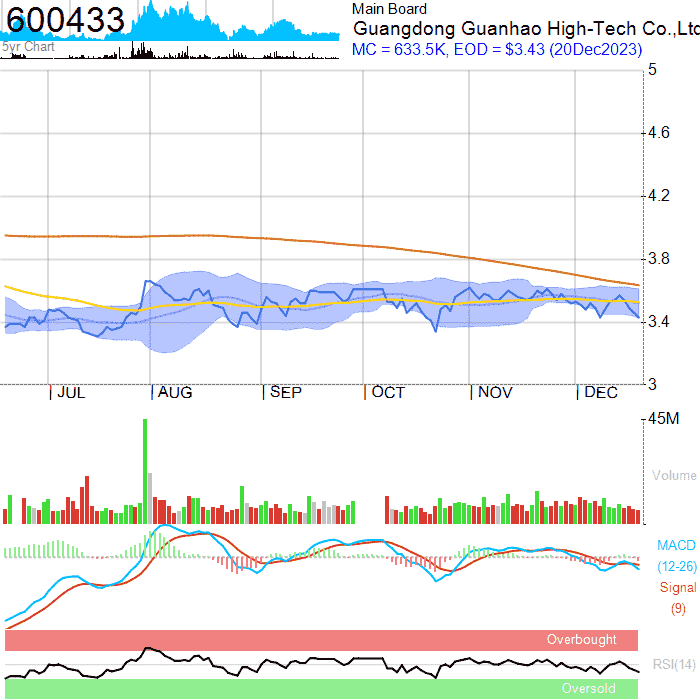 600433
5yr Chart
Main Board
Guangdong Guanhao High-Tech Co.,Ltd
MC = 633.5K, EOD = $3.43 (20Dec2023)
5
4.6
4.2
3.8
3.4
3
JUL AUG SEP OCT NOV DEC
45M
Volume
MACD
(12-26)
Signal
(9)
Overbought
RSI(14)
Oversold